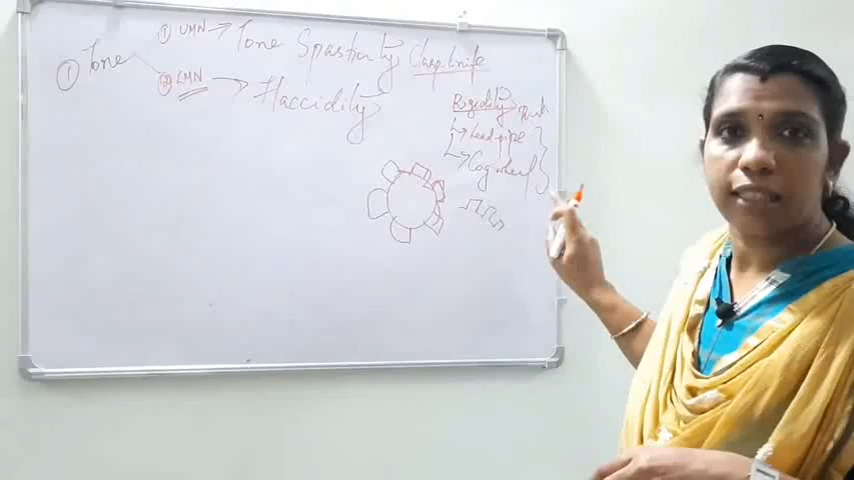 ① Tone
① UMN → Tone Spasticity Clasp knife
② LMN → Flaccidity
Rigidity
→ Lead pipe
→ Cog wheel